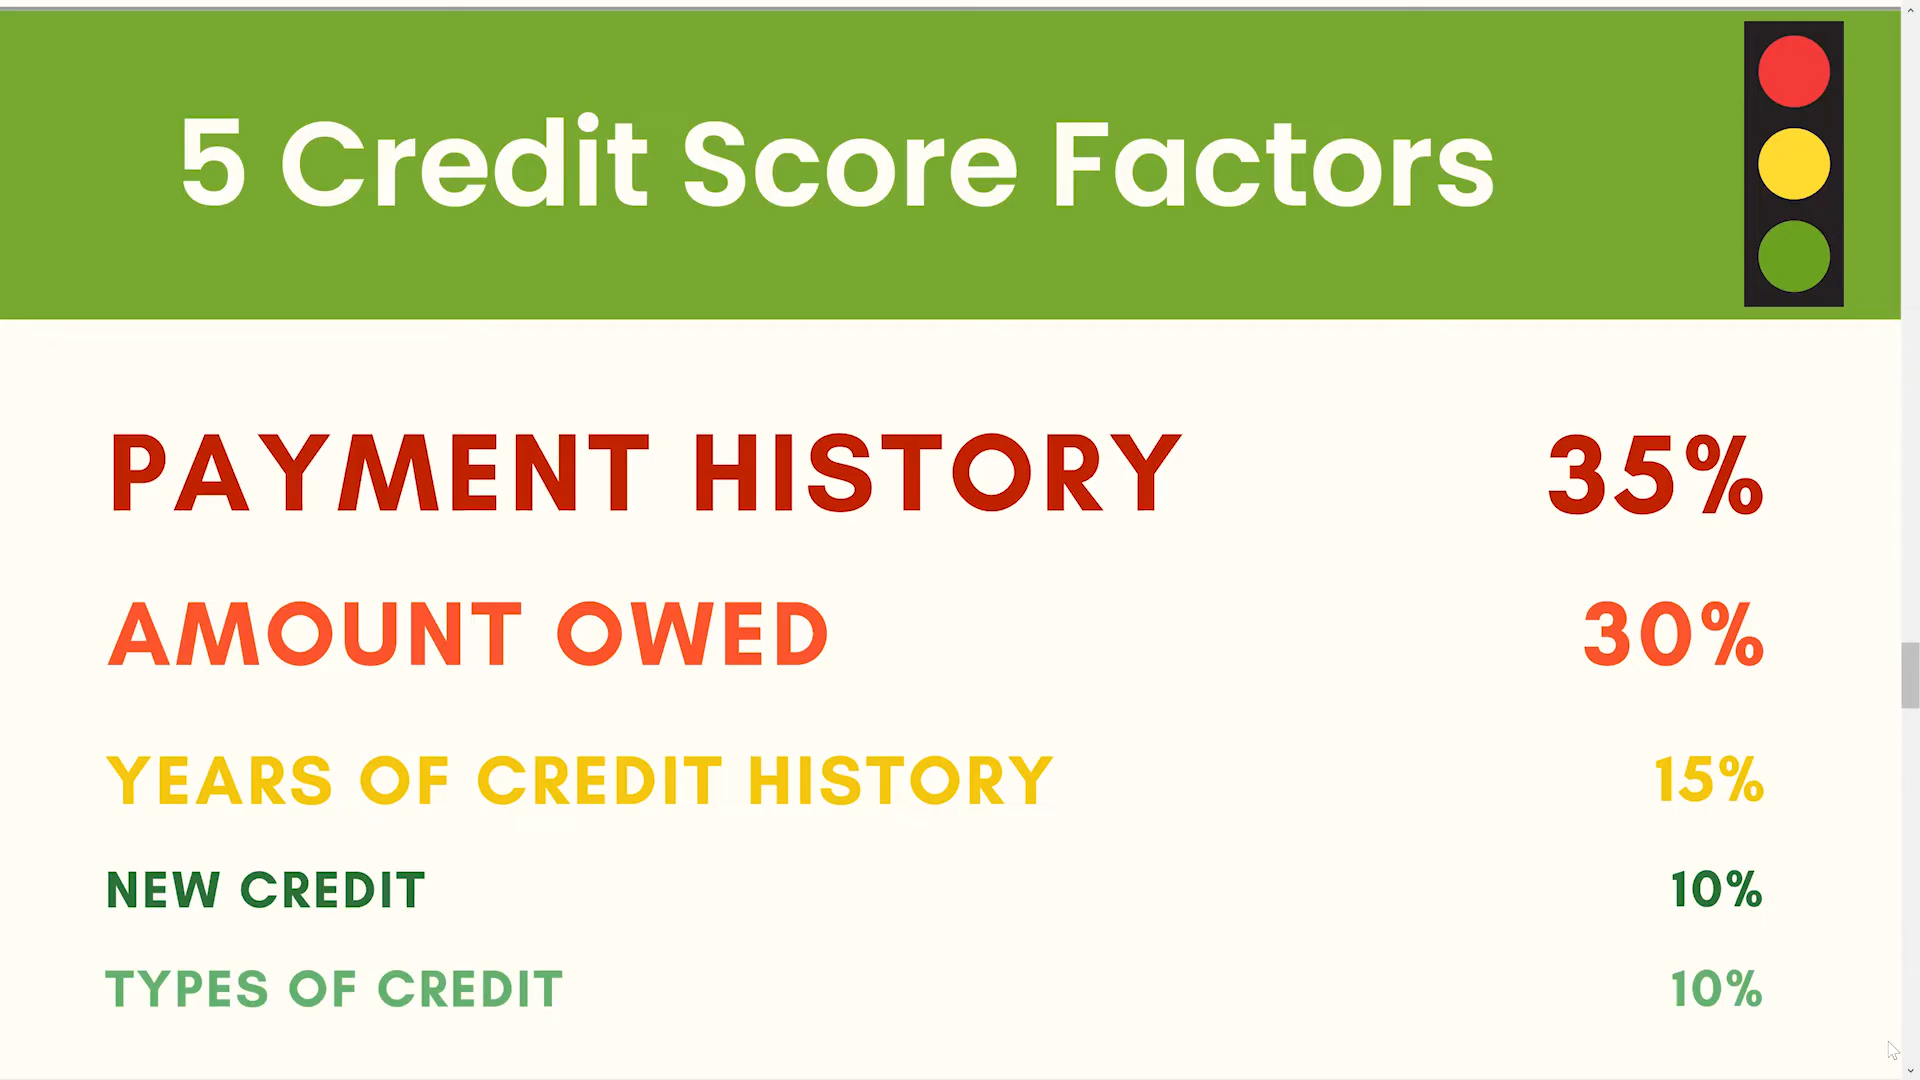 5 Credit Score Factors
PAYMENT HISTORY 35%
AMOUNT OWED 30%
YEARS OF CREDIT HISTORY 15%
NEW CREDIT 10%
TYPES OF CREDIT 10%